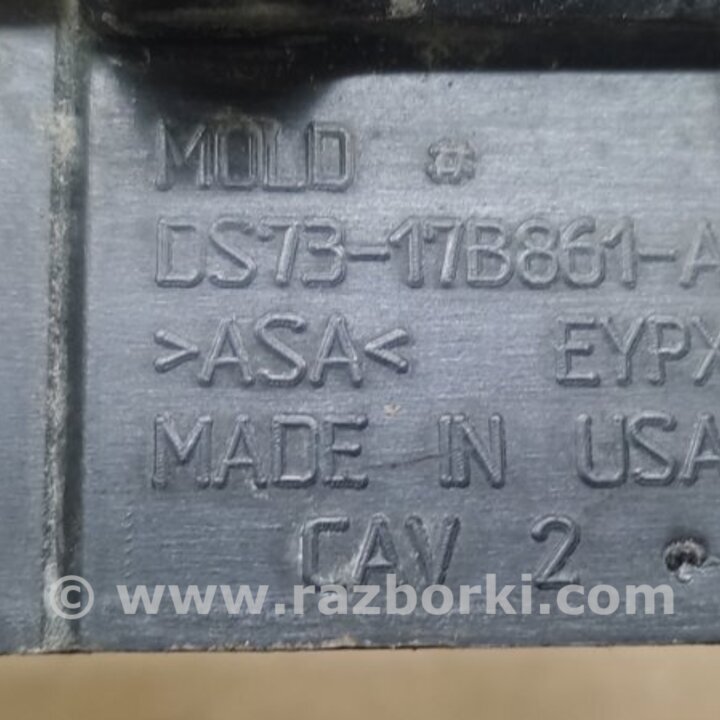 MOLD #
DS73-17B861-A
>ASA< EYPX
MADE IN USA
CAV 2
© www.razborki.com